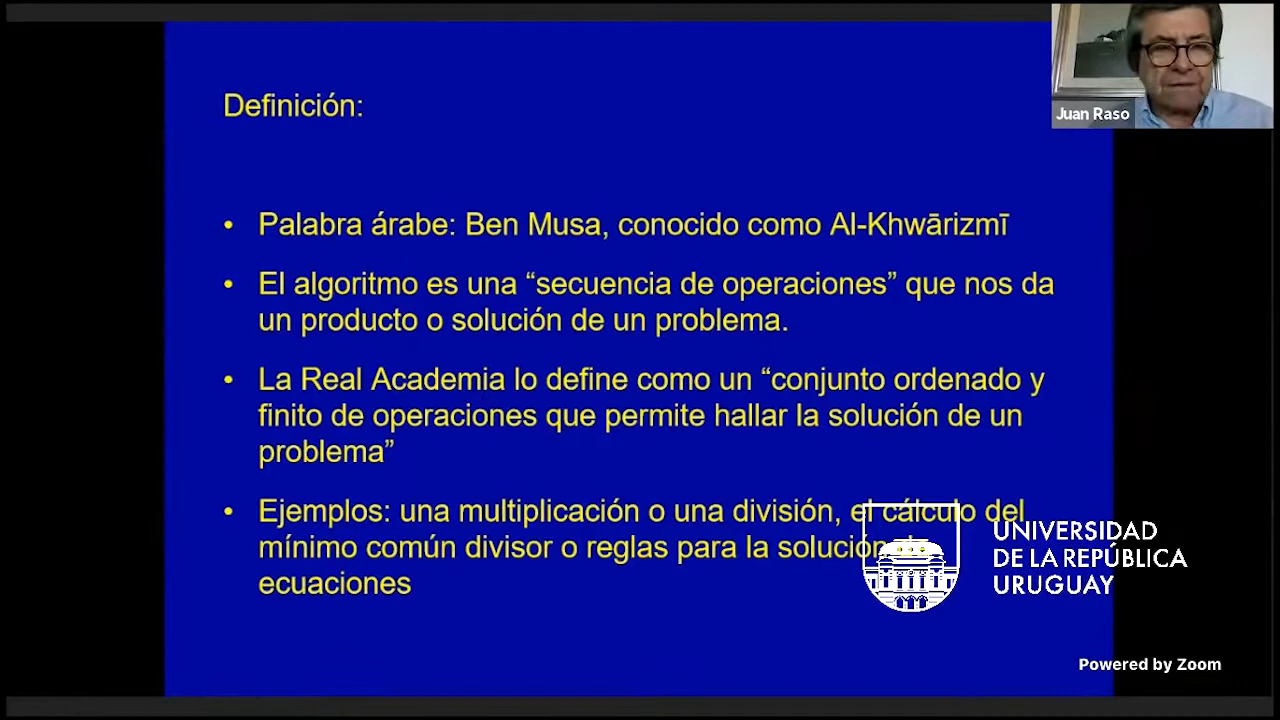 Definición:
Juan Raso
• Palabra árabe: Ben Musa, conocido como Al-Khwārizmī
• El algoritmo es una “secuencia de operaciones” que nos da
un producto o solución de un problema.
• La Real Academia lo define como un “conjunto ordenado y
finito de operaciones que permite hallar la solución de un
problema”
• Ejemplos: una multiplicación o una división, el cálculo del
mínimo común divisor o reglas para la solución
ecuaciones
UNIVERSIDAD
DE LA REPÚBLICA
URUGUAY
Powered by Zoom